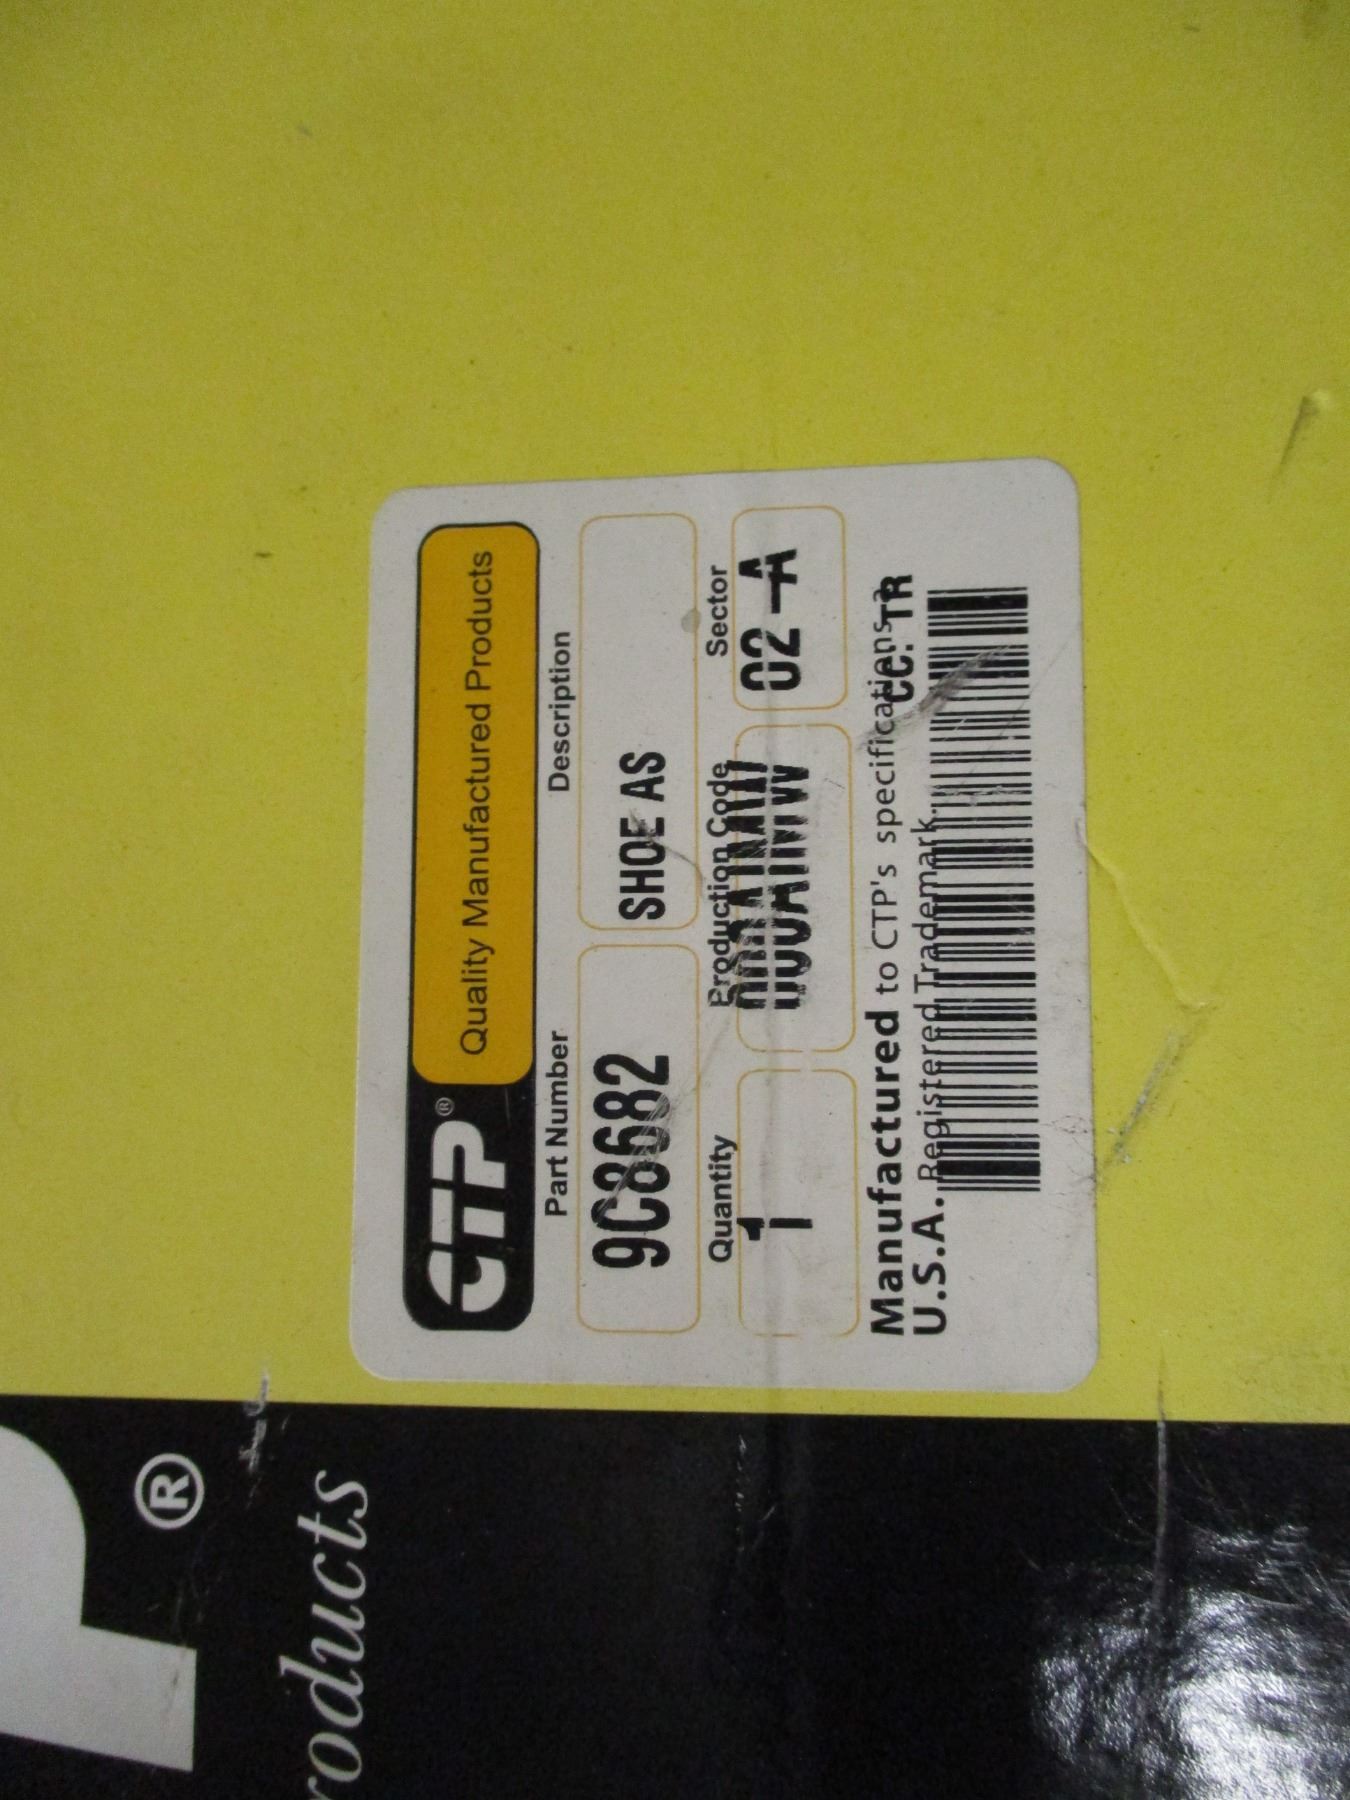 CTP® Quality Manufactured Products
Part Number Description
9C8682 SHOE AS
Quantity Production Code Sector
1 02-A
Manufactured to CTP's specifications
CC: TR
U.S.A. Registered Trademark
®
roducts